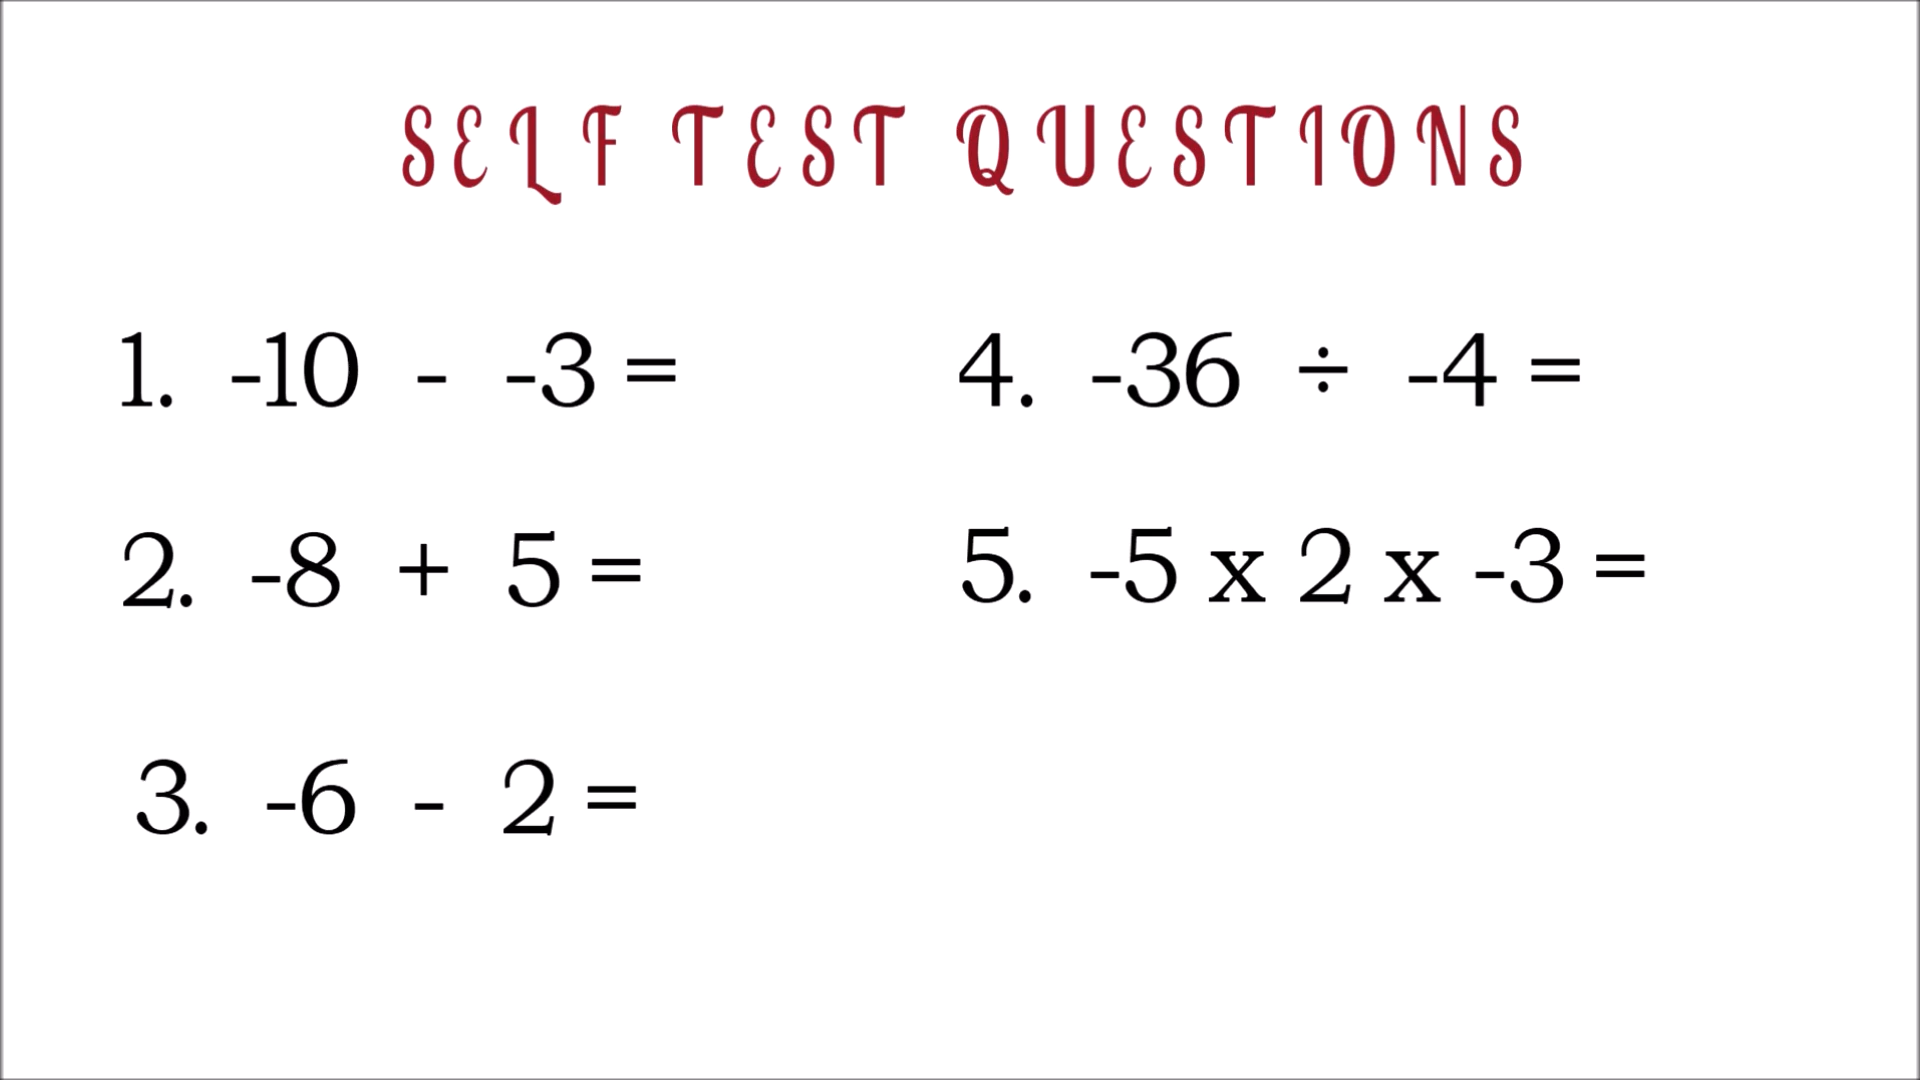 SELF TEST QUESTIONS
1. -10 - -3 =
2. -8 + 5 =
3. -6 - 2 =
4. -36 ÷ -4 =
5. -5 x 2 x -3 =